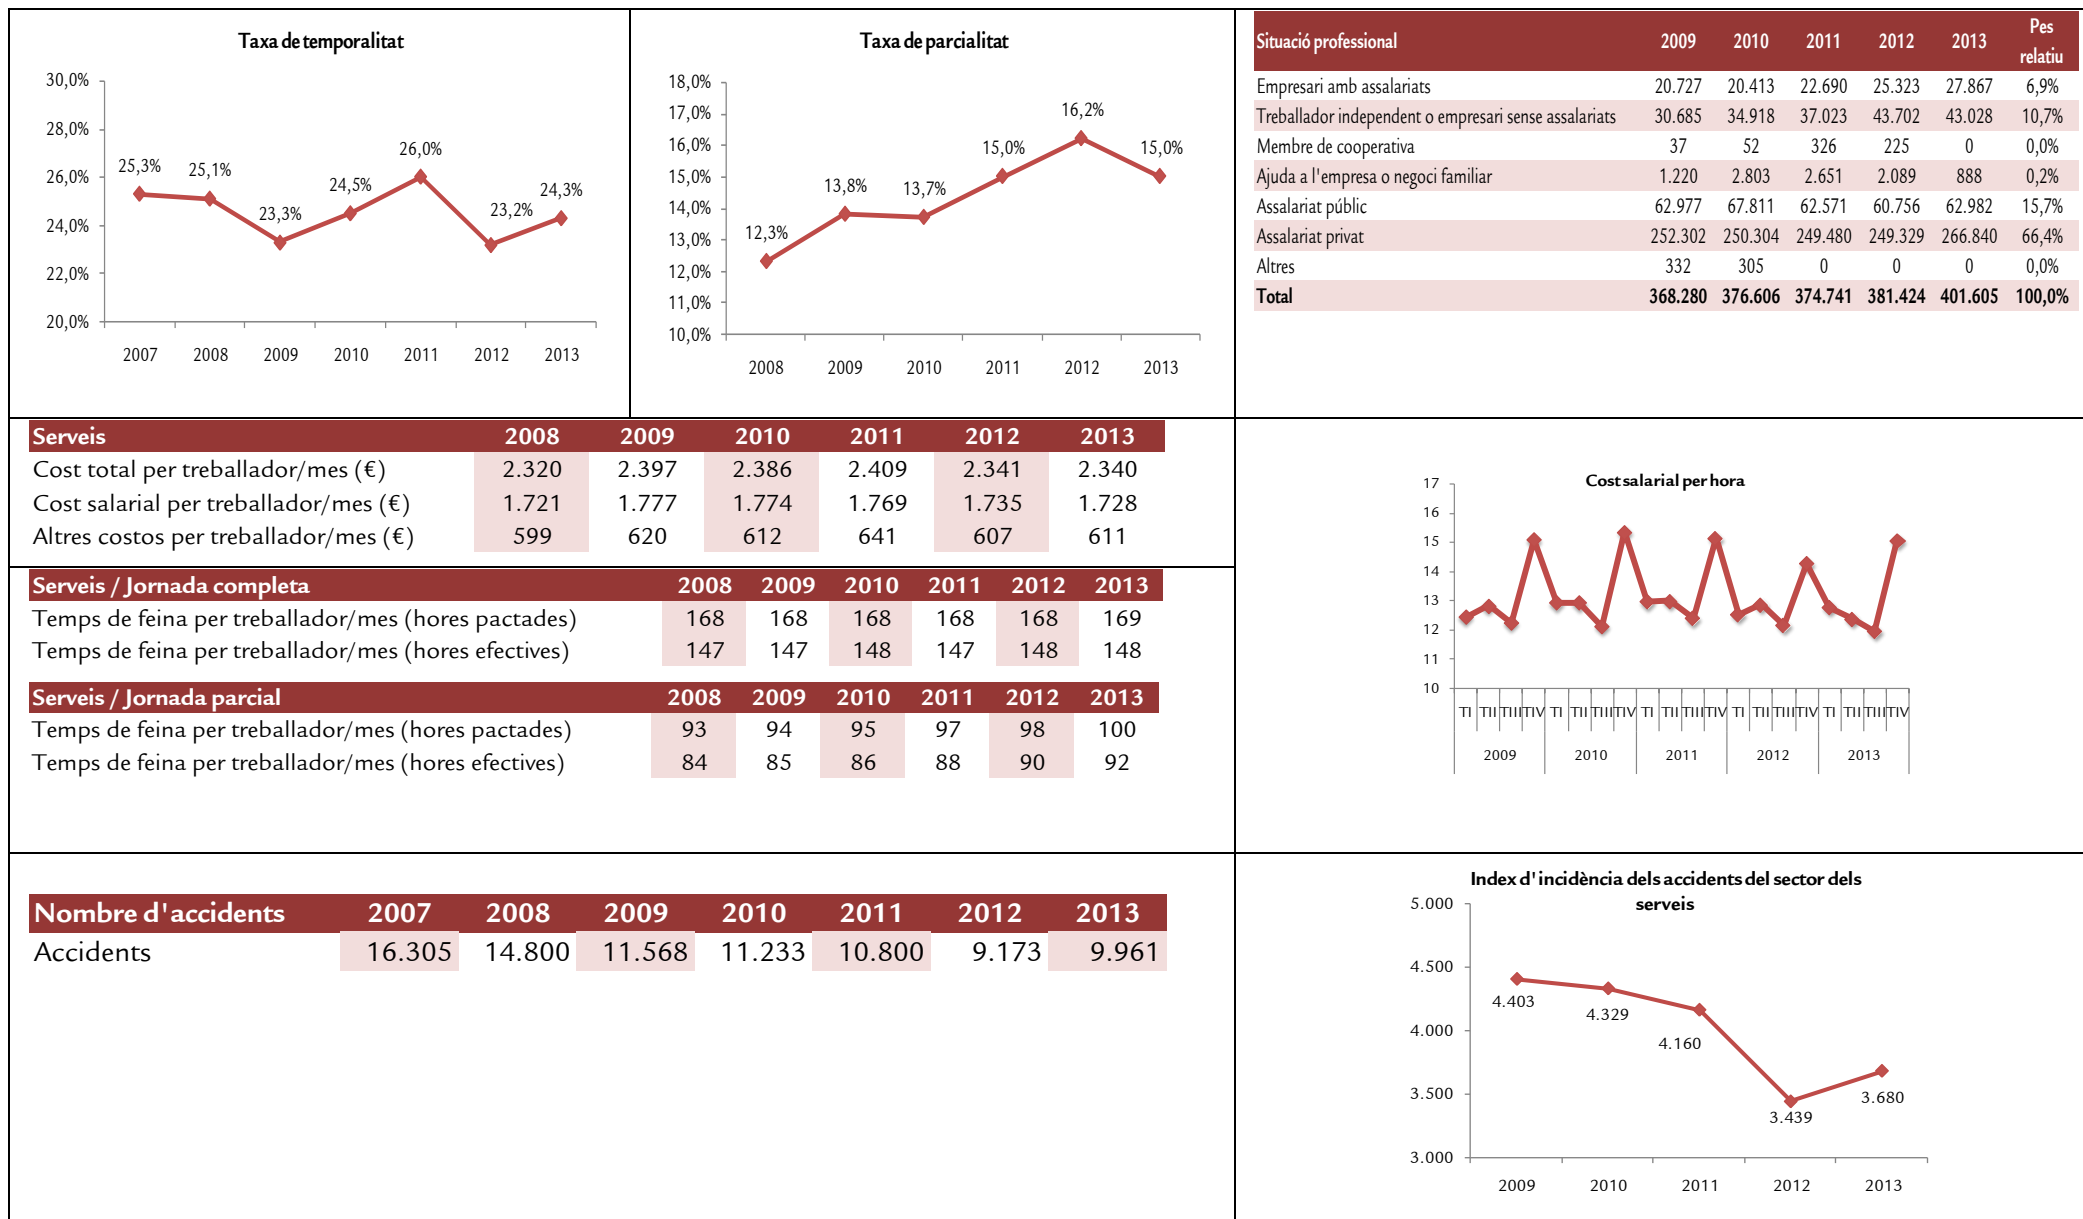 Taxa de temporalitat
30,0%
28,0%
26,0%
24,0%
22,0%
20,0%
25,3% 25,1% 23,3% 24,5% 26,0% 23,2% 24,3%
2007 2008 2009 2010 2011 2012 2013
Taxa de parcialitat
18,0%
17,0%
16,0%
15,0%
14,0%
13,0%
12,0%
11,0%
10,0%
12,3% 13,8% 13,7% 15,0% 16,2% 15,0%
2008 2009 2010 2011 2012 2013
Situació professional 2009 2010 2011 2012 2013 Pes relatiu
Empresari amb assalariats 20.727 20.413 22.690 25.323 27.867 6,9%
Treballador independent o empresari sense assalariats 30.685 34.918 37.023 43.702 43.028 10,7%
Membre de cooperativa 37 52 326 225 0 0,0%
Ajuda a l'empresa o negoci familiar 1.220 2.803 2.651 2.089 888 0,2%
Assalariat públic 62.977 67.811 62.571 60.756 62.982 15,7%
Assalariat privat 252.302 250.304 249.480 249.329 266.840 66,4%
Altres 332 305 0 0 0 0,0%
Total 368.280 376.606 374.741 381.424 401.605 100,0%
Serveis 2008 2009 2010 2011 2012 2013
Cost total per treballador/mes (€) 2.320 2.397 2.386 2.409 2.341 2.340
Cost salarial per treballador/mes (€) 1.721 1.777 1.774 1.769 1.735 1.728
Altres costos per treballador/mes (€) 599 620 612 641 607 611
Serveis / Jornada completa 2008 2009 2010 2011 2012 2013
Temps de feina per treballador/mes (hores pactades) 168 168 168 168 168 169
Temps de feina per treballador/mes (hores efectives) 147 147 148 147 148 148
Serveis / Jornada parcial 2008 2009 2010 2011 2012 2013
Temps de feina per treballador/mes (hores pactades) 93 94 95 97 98 100
Temps de feina per treballador/mes (hores efectives) 84 85 86 88 90 92
Cost salarial per hora
17
16
15
14
13
12
11
10
TI TII TIII TIV TI TII TIII TIV TI TII TIII TIV TI TII TIII TIV TI TII TIII TIV
2009 2010 2011 2012 2013
Nombre d'accidents 2007 2008 2009 2010 2011 2012 2013
Accidents 16.305 14.800 11.568 11.233 10.800 9.173 9.961
Index d'incidència dels accidents del sector dels
serveis
5.000
4.500
4.000
3.500
3.000
4.403 4.329 4.160 3.439 3.680
2009 2010 2011 2012 2013